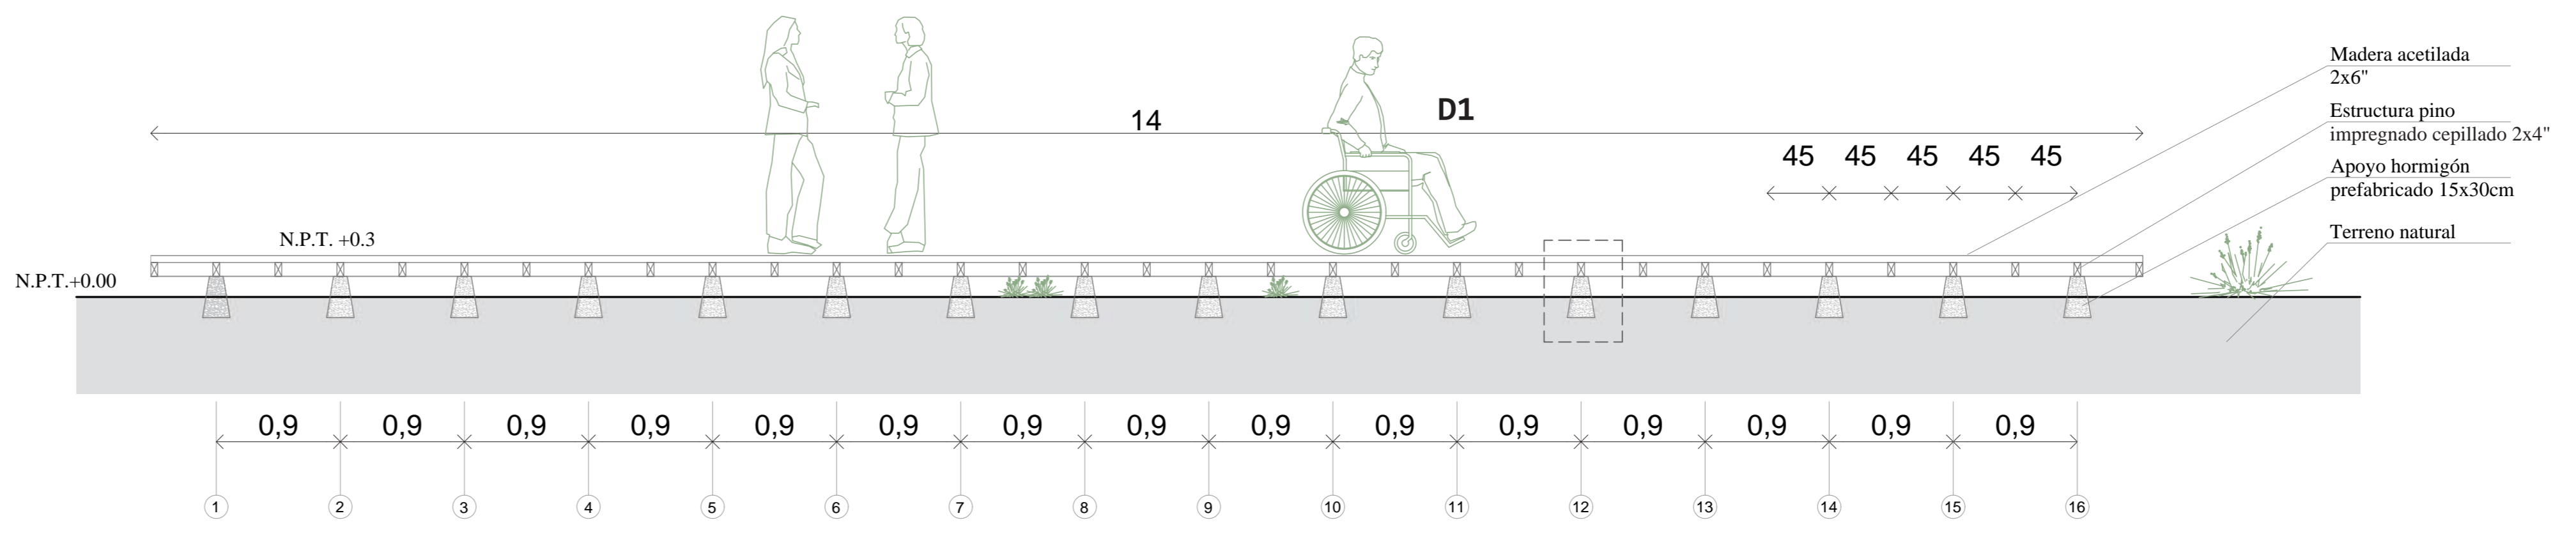 Madera acetilada
2x6"
D1
14
Estructura pino
impregnado cepillado 2x4"
45 45 45 45 45
Apoyo hormigón
prefabricado 15x30cm
Terreno natural
N.P.T. +0.3
N.P.T.+0.00
0,9 0,9 0,9 0,9 0,9 0,9 0,9 0,9 0,9 0,9 0,9 0,9 0,9 0,9 0,9
1 2 3 4 5 6 7 8 9 10 11 12 13 14 15 16